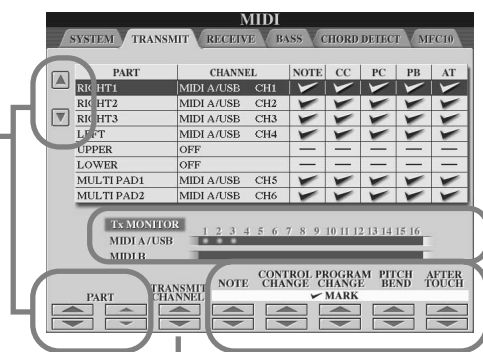 MIDI
SYSTEM TRANSMIT RECEIVE BASS CHORD DETECT MFC10
PART CHANNEL NOTE CC PC PB AT
RIGHT1 MIDI A/USB CH1 ✓ ✓ ✓ ✓ ✓
RIGHT2 MIDI A/USB CH2 ✓ ✓ ✓ ✓ ✓
RIGHT3 MIDI A/USB CH3 ✓ ✓ ✓ ✓ ✓
LEFT MIDI A/USB CH4 ✓ ✓ ✓ ✓ ✓
UPPER OFF — — — — —
LOWER OFF — — — — —
MULTI PAD1 MIDI A/USB CH5 ✓ ✓ ✓ ✓ ✓
MULTI PAD2 MIDI A/USB CH6 ✓ ✓ ✓ ✓ ✓
Tx MONITOR
1 2 3 4 5 6 7 8 9 10 11 12 13 14 15 16
MIDI A/USB
MIDI B
PART TRANSMIT CHANNEL NOTE CONTROL CHANGE PROGRAM CHANGE PITCH BEND AFTER TOUCH
✓ MARK